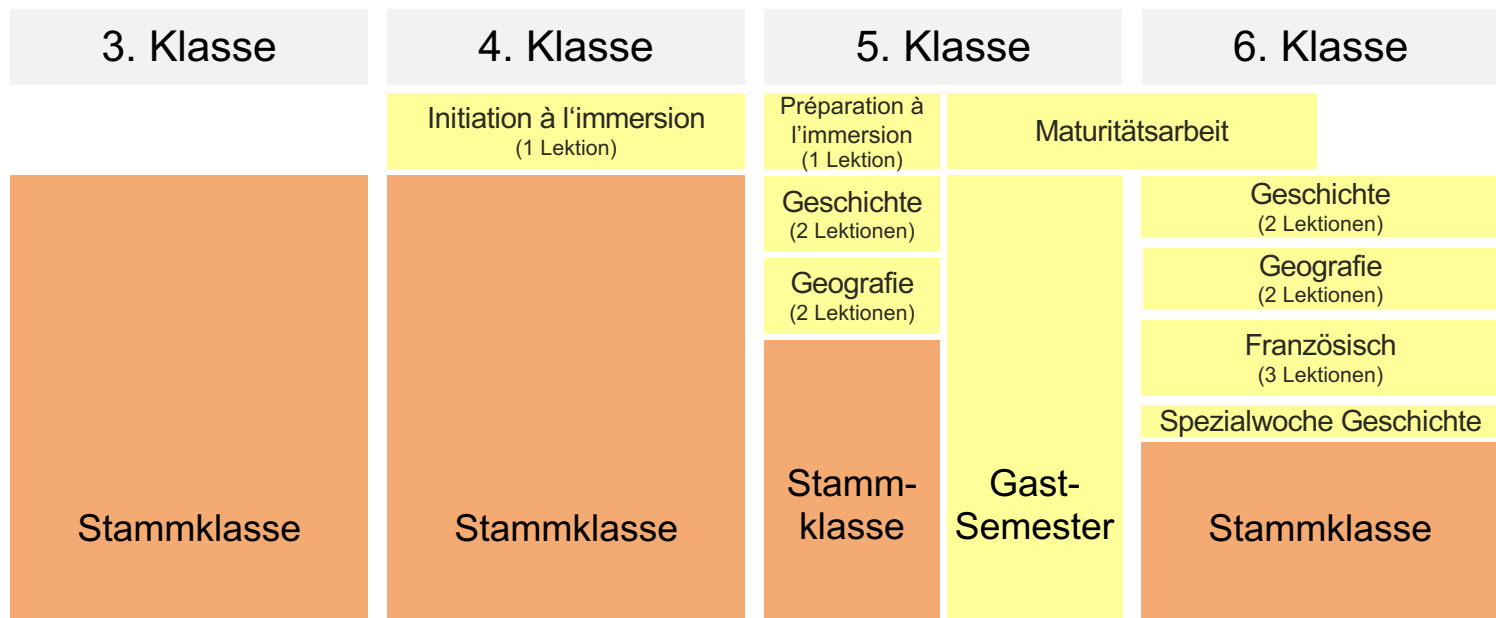 3. Klasse
4. Klasse
5. Klasse
6. Klasse
Initiation à l‘immersion
(1 Lektion)
Préparation à
l’immersion
(1 Lektion)
Maturitätsarbeit
Geschichte
(2 Lektionen)
Geografie
(2 Lektionen)
Geschichte
(2 Lektionen)
Geografie
(2 Lektionen)
Französisch
(3 Lektionen)
Spezialwoche Geschichte
Stammklasse
Stammklasse
Stamm-
klasse
Gast-
Semester
Stammklasse